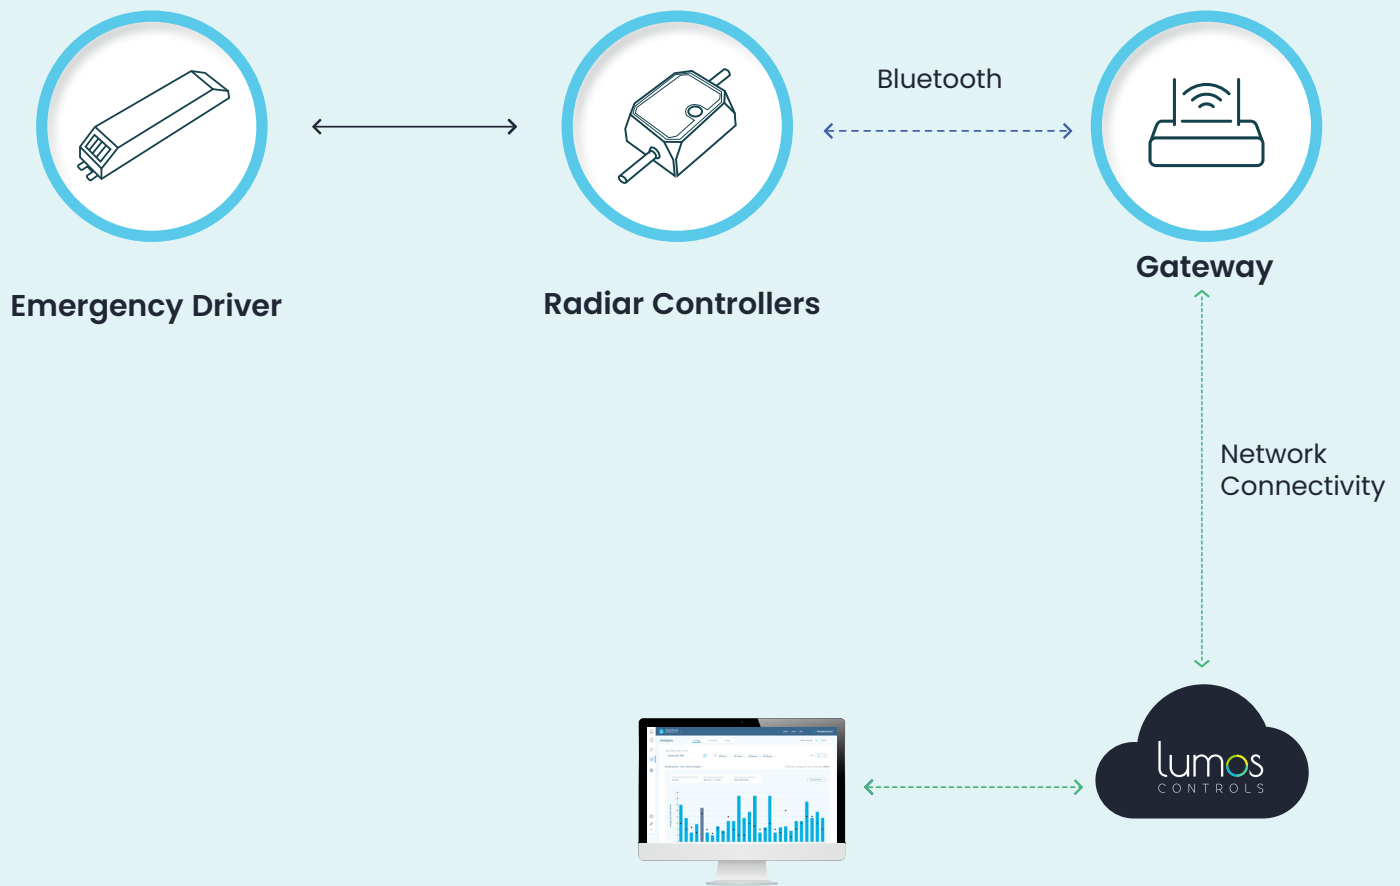 Bluetooth
Gateway
Emergency Driver
Radiar Controllers
Network
Connectivity
lumos
CONTROLS